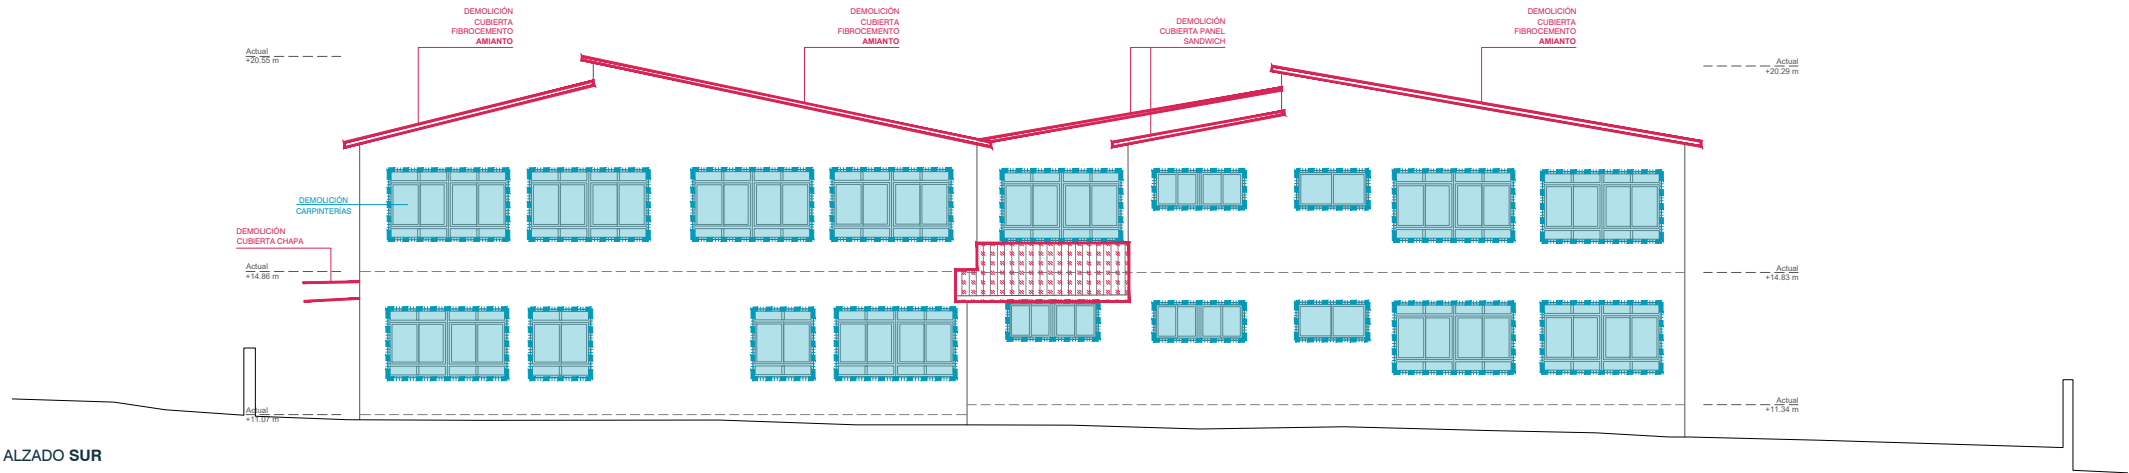 DEMOLICIÓN
CUBIERTA
FIBROCEMENTO
AMIANTO
DEMOLICIÓN
CUBIERTA
FIBROCEMENTO
AMIANTO
DEMOLICIÓN
CUBIERTA PANEL
SANDWICH
DEMOLICIÓN
CUBIERTA
FIBROCEMENTO
AMIANTO
Actual
+20.55 m
Actual
+20.29 m
DEMOLICIÓN
CARPINTERÍAS
DEMOLICIÓN
CUBIERTA CHAPA
Actual
+14.86 m
Actual
+14.83 m
Actual
+11.07 m
Actual
+11.34 m
ALZADO SUR